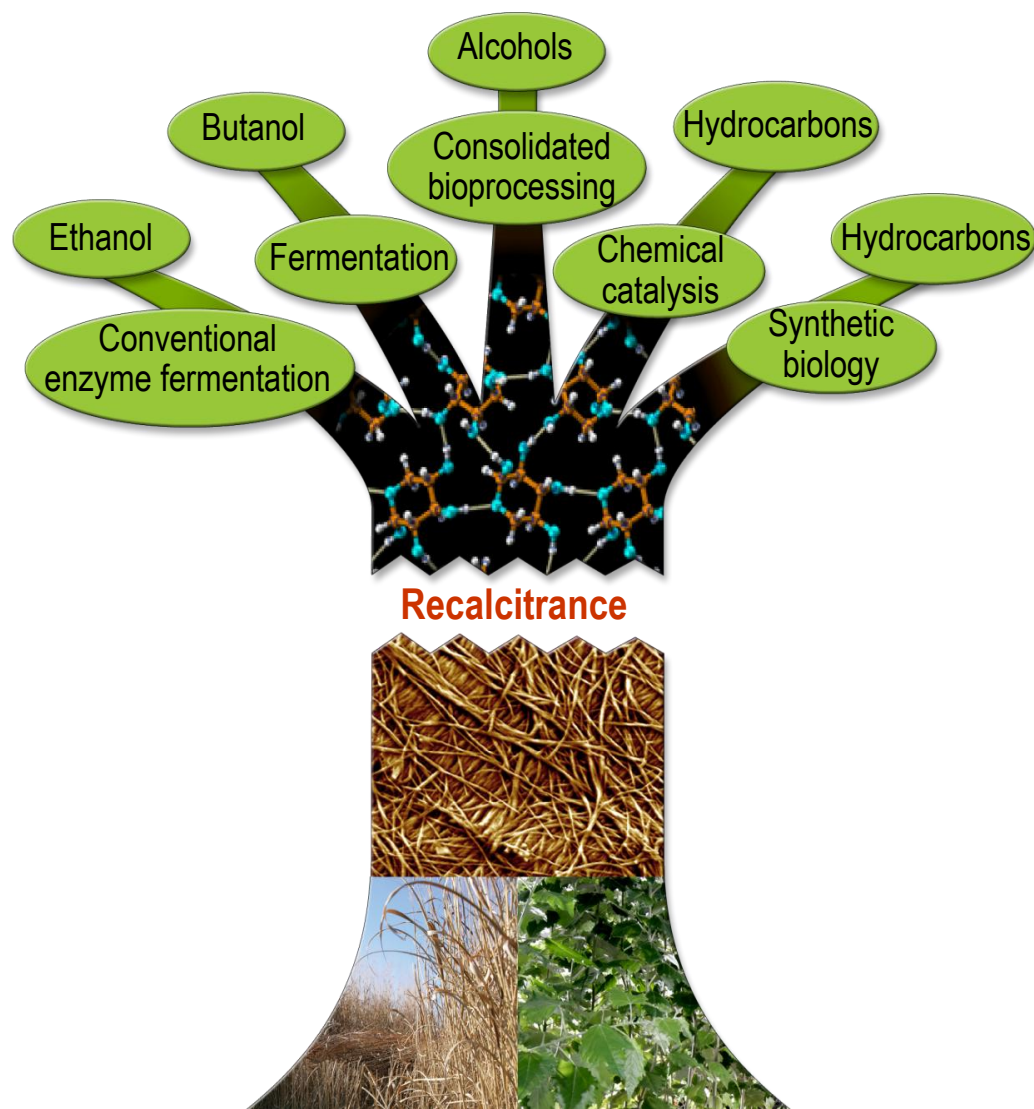 Alcohols
Butanol
Hydrocarbons
Consolidated
bioprocessing
Ethanol
Hydrocarbons
Fermentation
Chemical
catalysis
Conventional
enzyme fermentation
Synthetic
biology
Recalcitrance